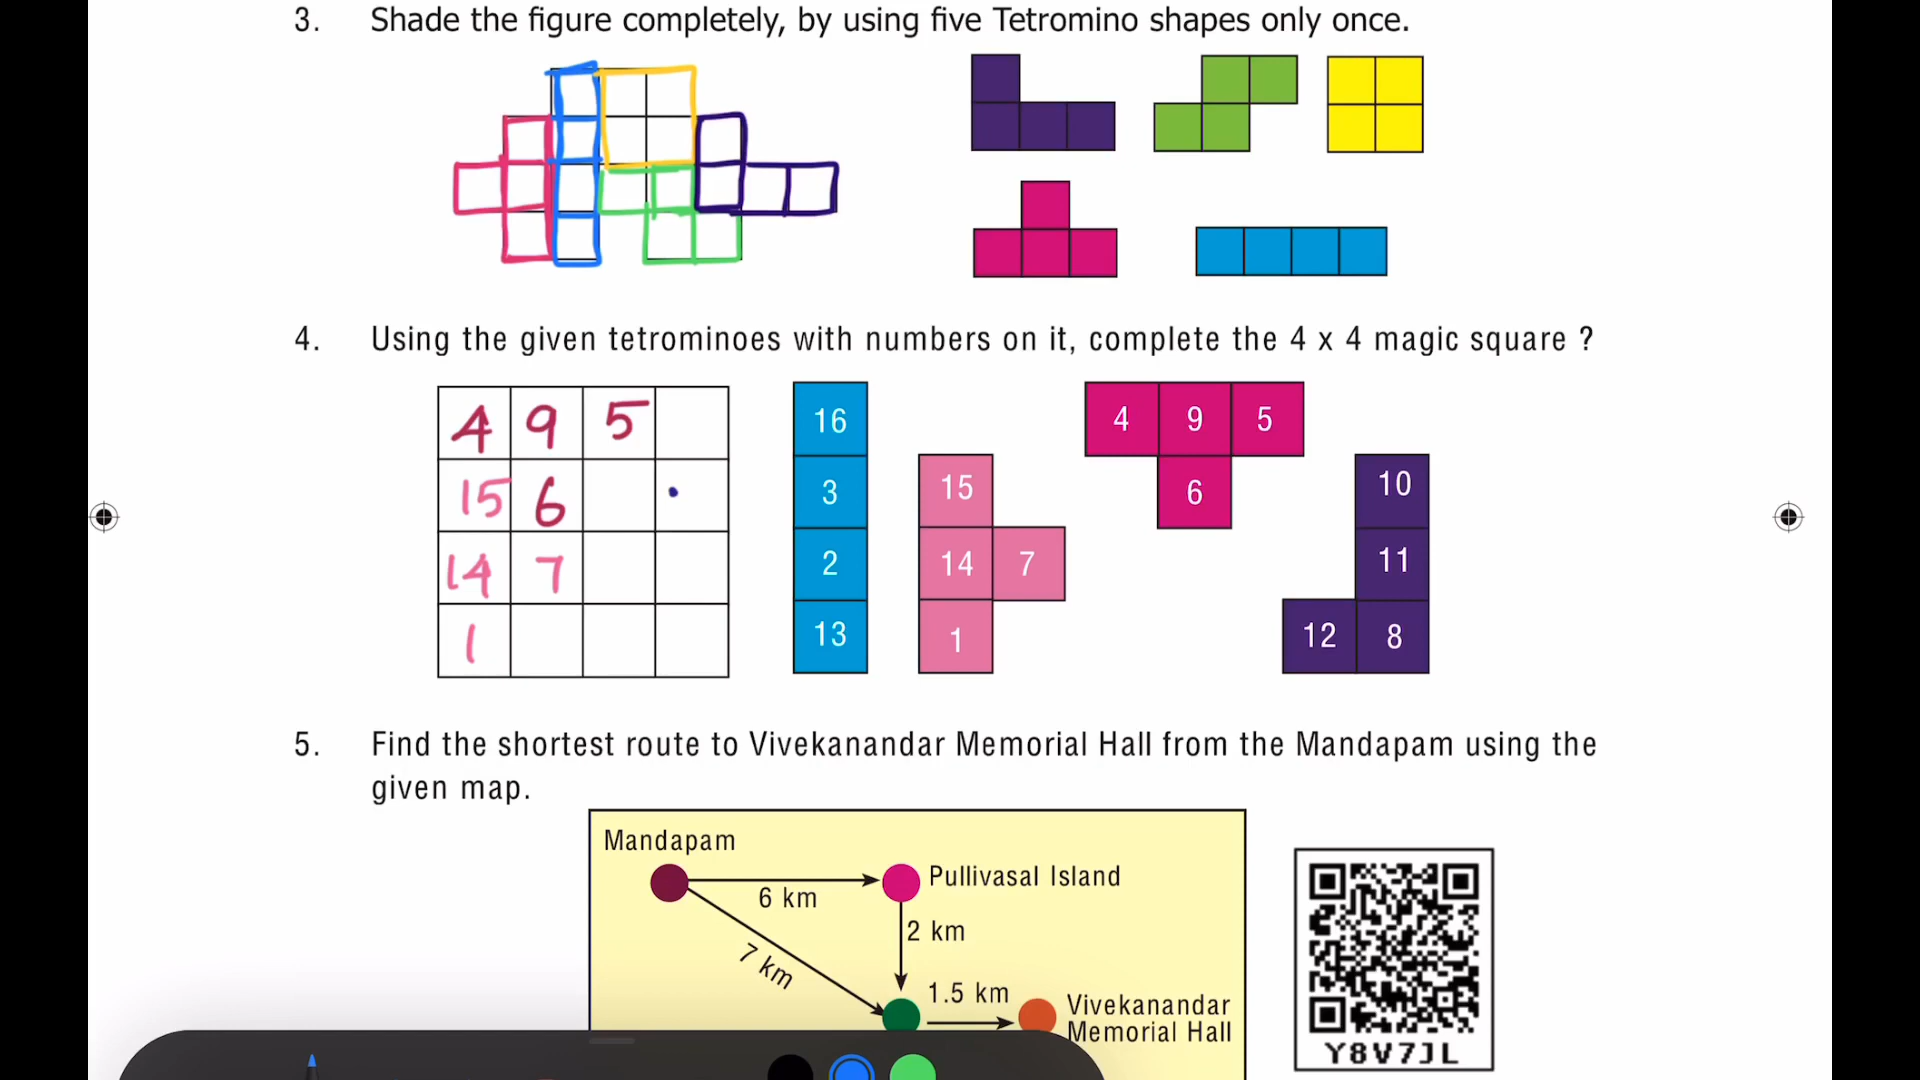 3. Shade the figure completely, by using five Tetromino shapes only once.
4. Using the given tetrominoes with numbers on it, complete the 4 x 4 magic square ?
4 9 5
15 6
14 7
1
16
3
2
13
15
14 7
1
4 9 5
6
10
11
12 8
5. Find the shortest route to Vivekanandar Memorial Hall from the Mandapam using the
given map.
Mandapam
Pullivasal Island
6 km
2 km
7 km
1.5 km
Vivekanandar
Memorial Hall
Y8V7JL